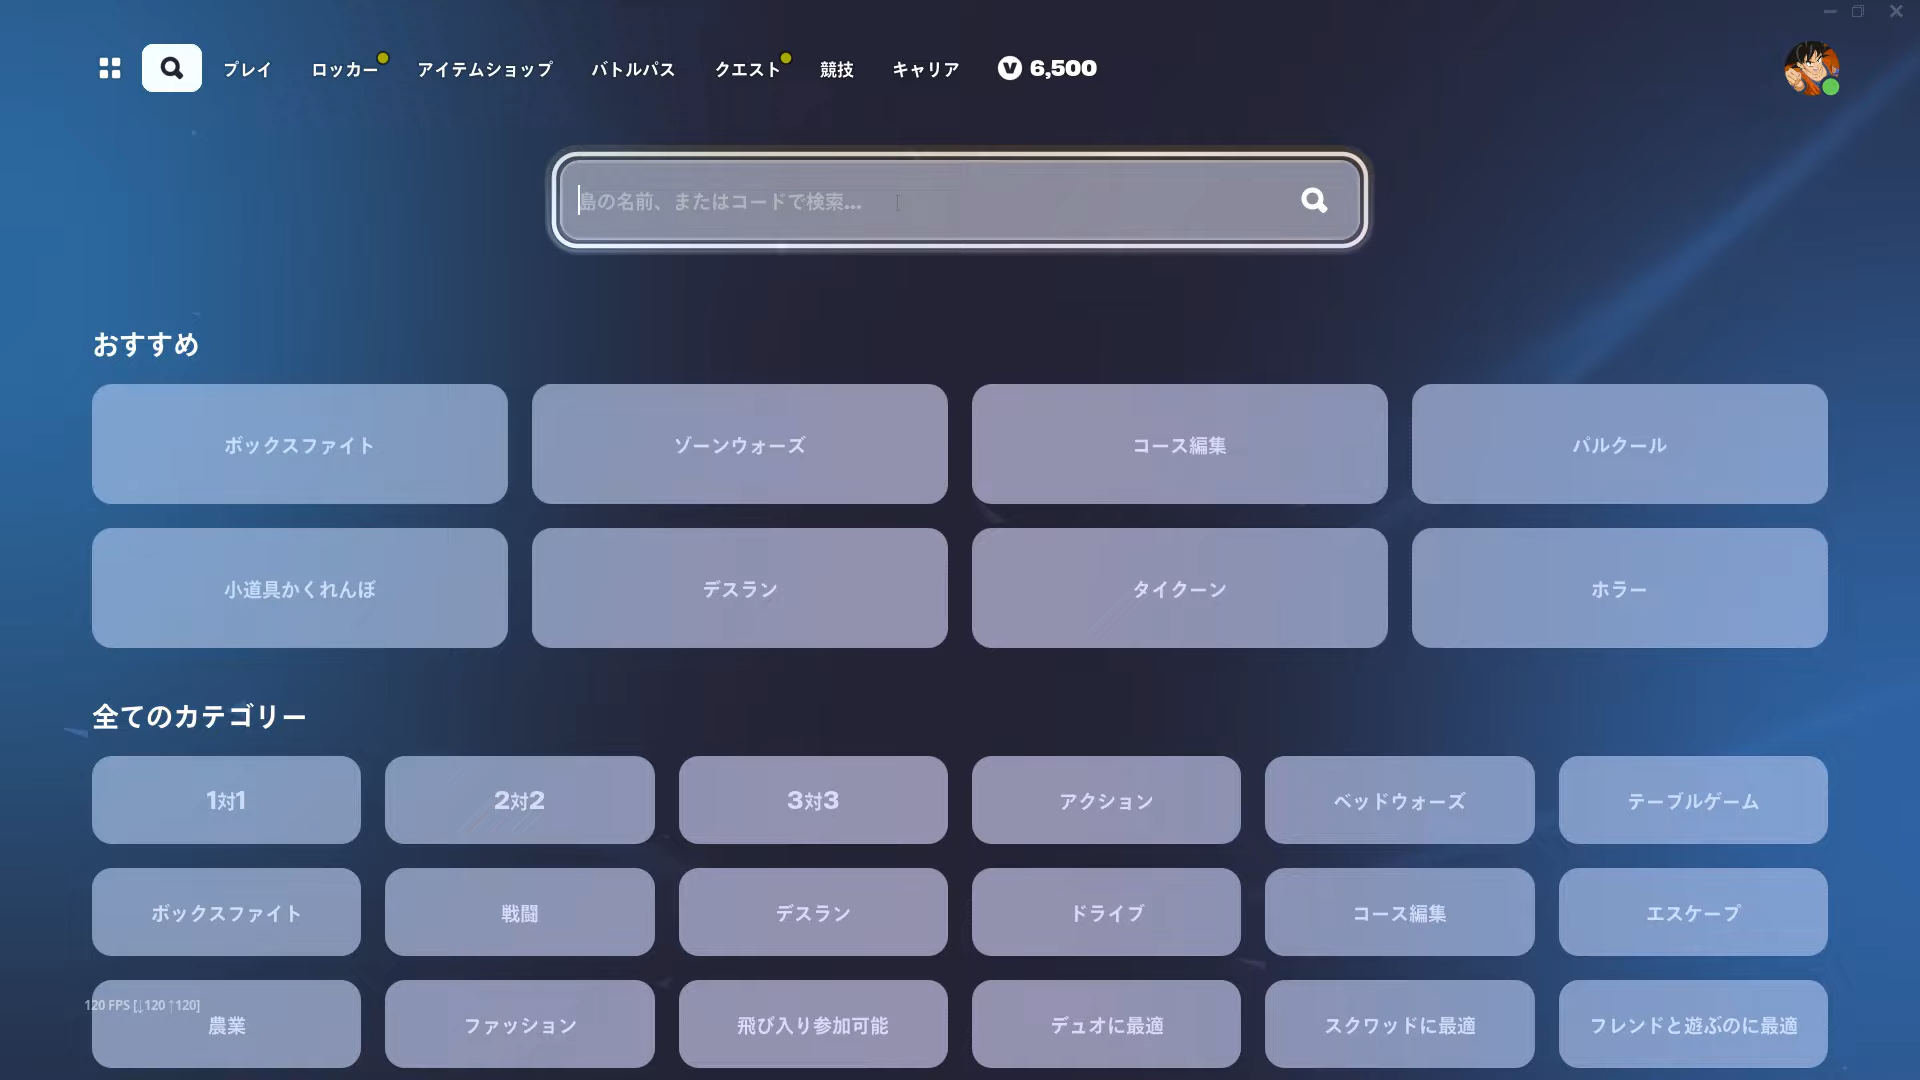 プレイ ロッカー アイテムショップ バトルパス クエスト 競技 キャリア 6,500
島の名前、またはコードで検索...
おすすめ
ボックスファイト ゾーンウォーズ コース編集 パルクール
小道具かくれんぼ デスラン タイクーン ホラー
全てのカテゴリー
1対1 2対2 3対3 アクション ベッドウォーズ テーブルゲーム
ボックスファイト 戦闘 デスラン ドライブ コース編集 エスケープ
120 FPS [↓120 ↑120]
農業 ファッション 飛び入り参加可能 デュオに最適 スクワッドに最適 フレンドと遊ぶのに最適